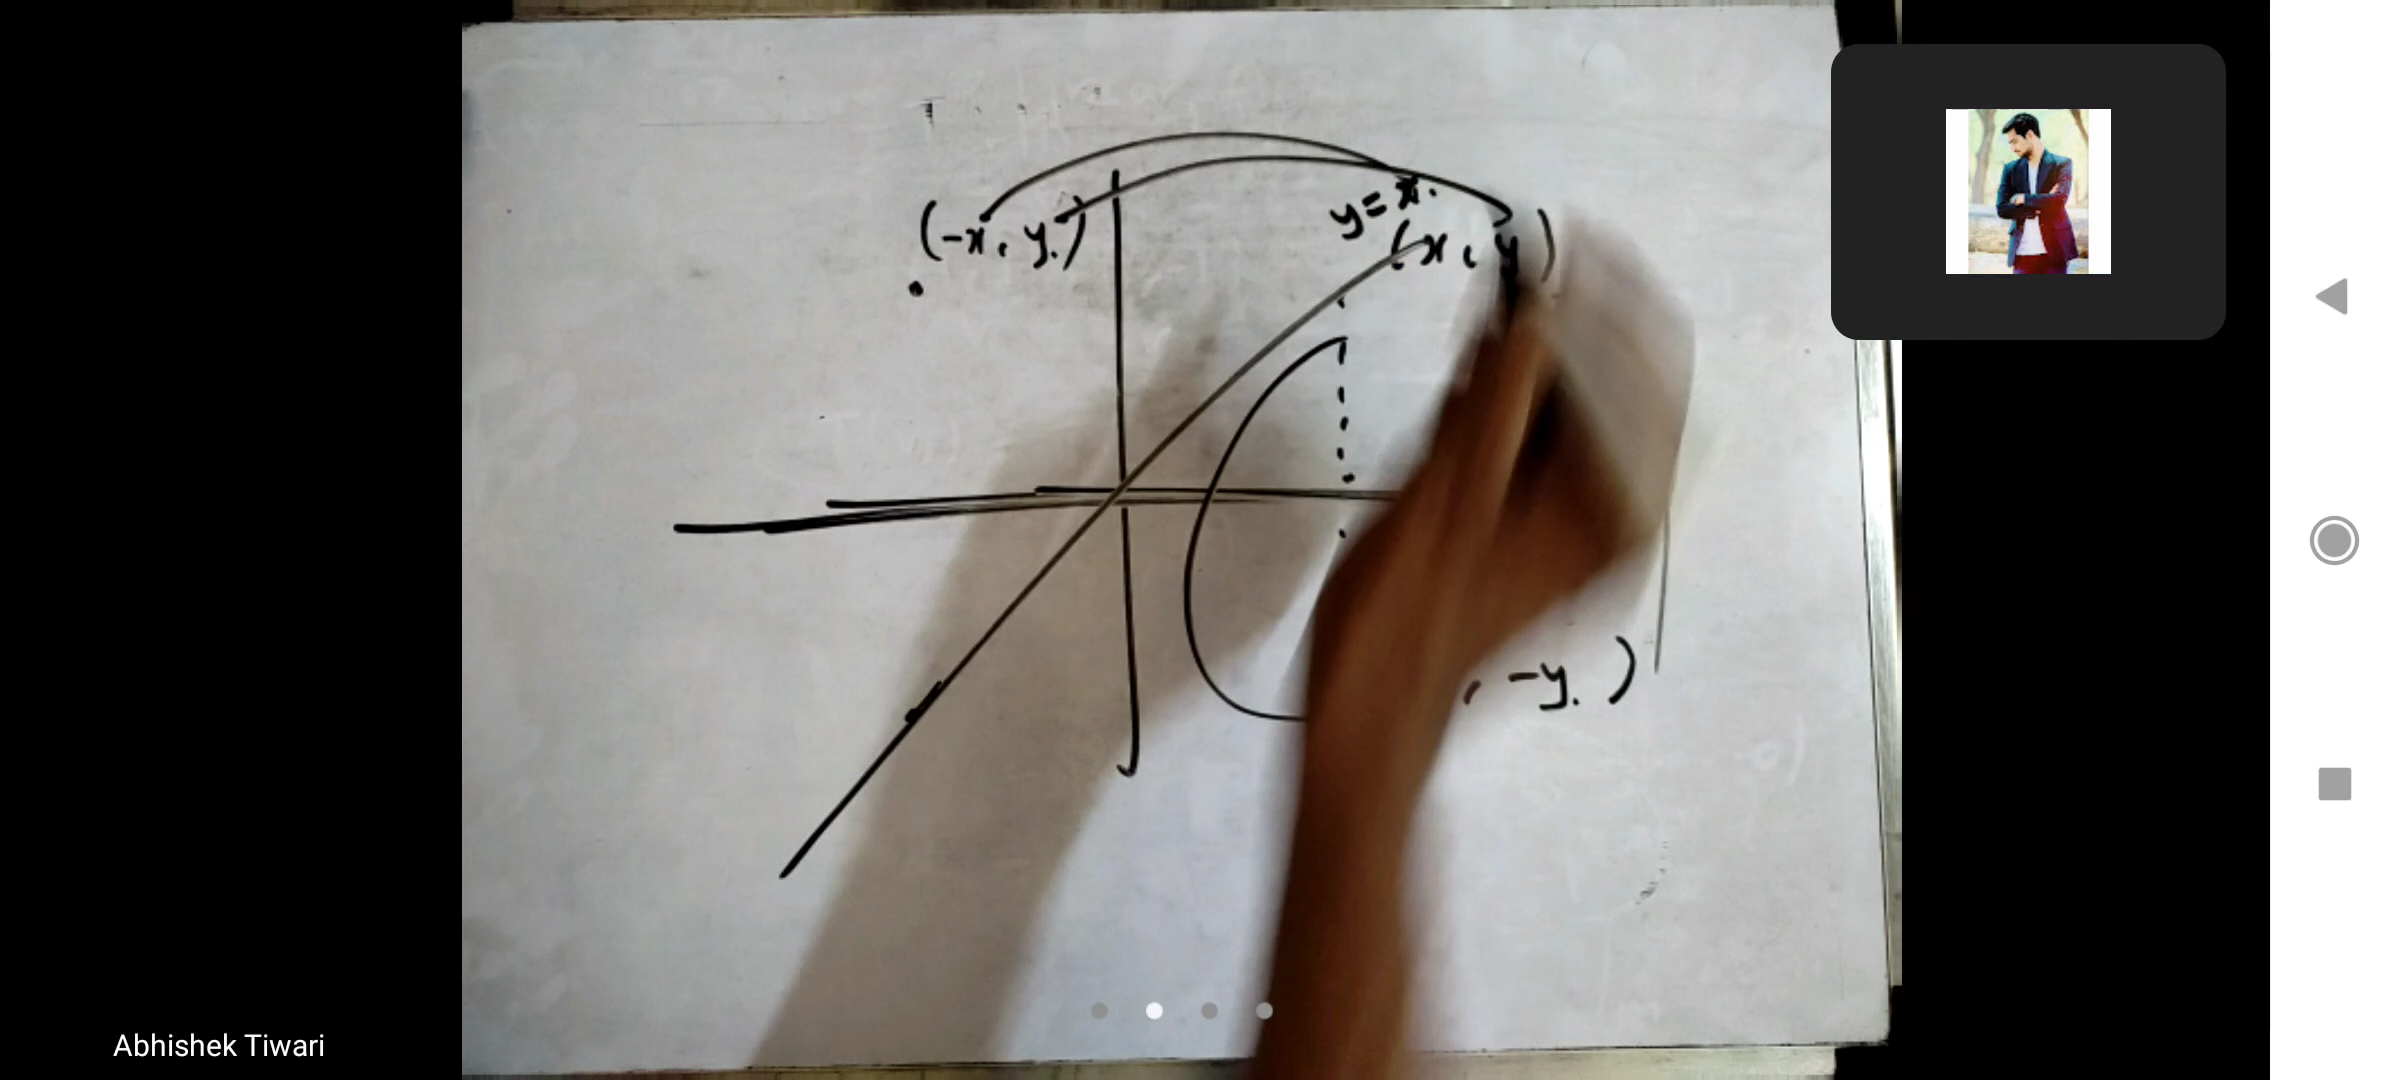 y = x.
(-x, y.)
(x, y)
, -y. )
Abhishek Tiwari